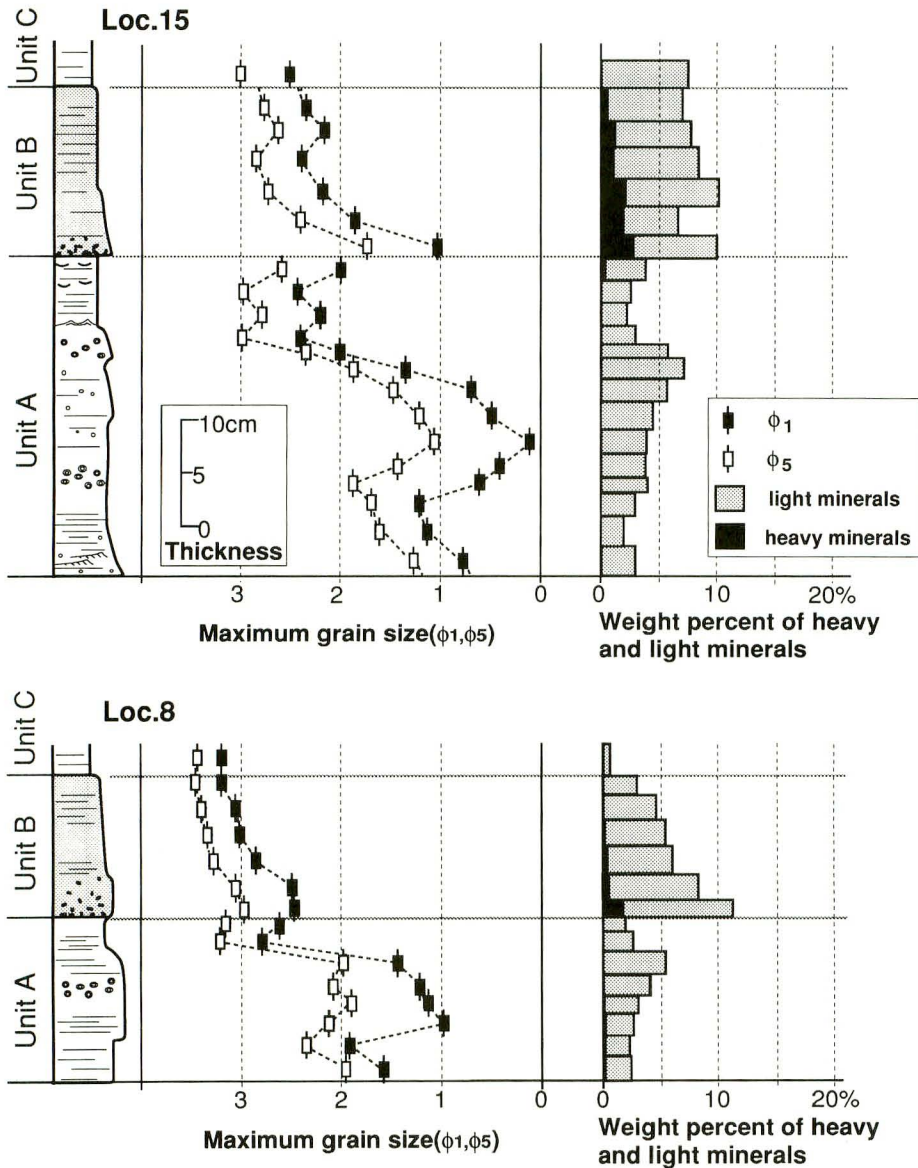 Loc.15
Unit C
Unit B
Unit A
10cm
5
0
Thickness
3 2 1 0
Maximum grain size(ϕ1,ϕ5)
ϕ1
ϕ5
light minerals
heavy minerals
0 10 20%
Weight percent of heavy
and light minerals
Loc.8
Unit C
Unit B
Unit A
3 2 1 0
Maximum grain size(ϕ1,ϕ5)
0 10 20%
Weight percent of heavy
and light minerals